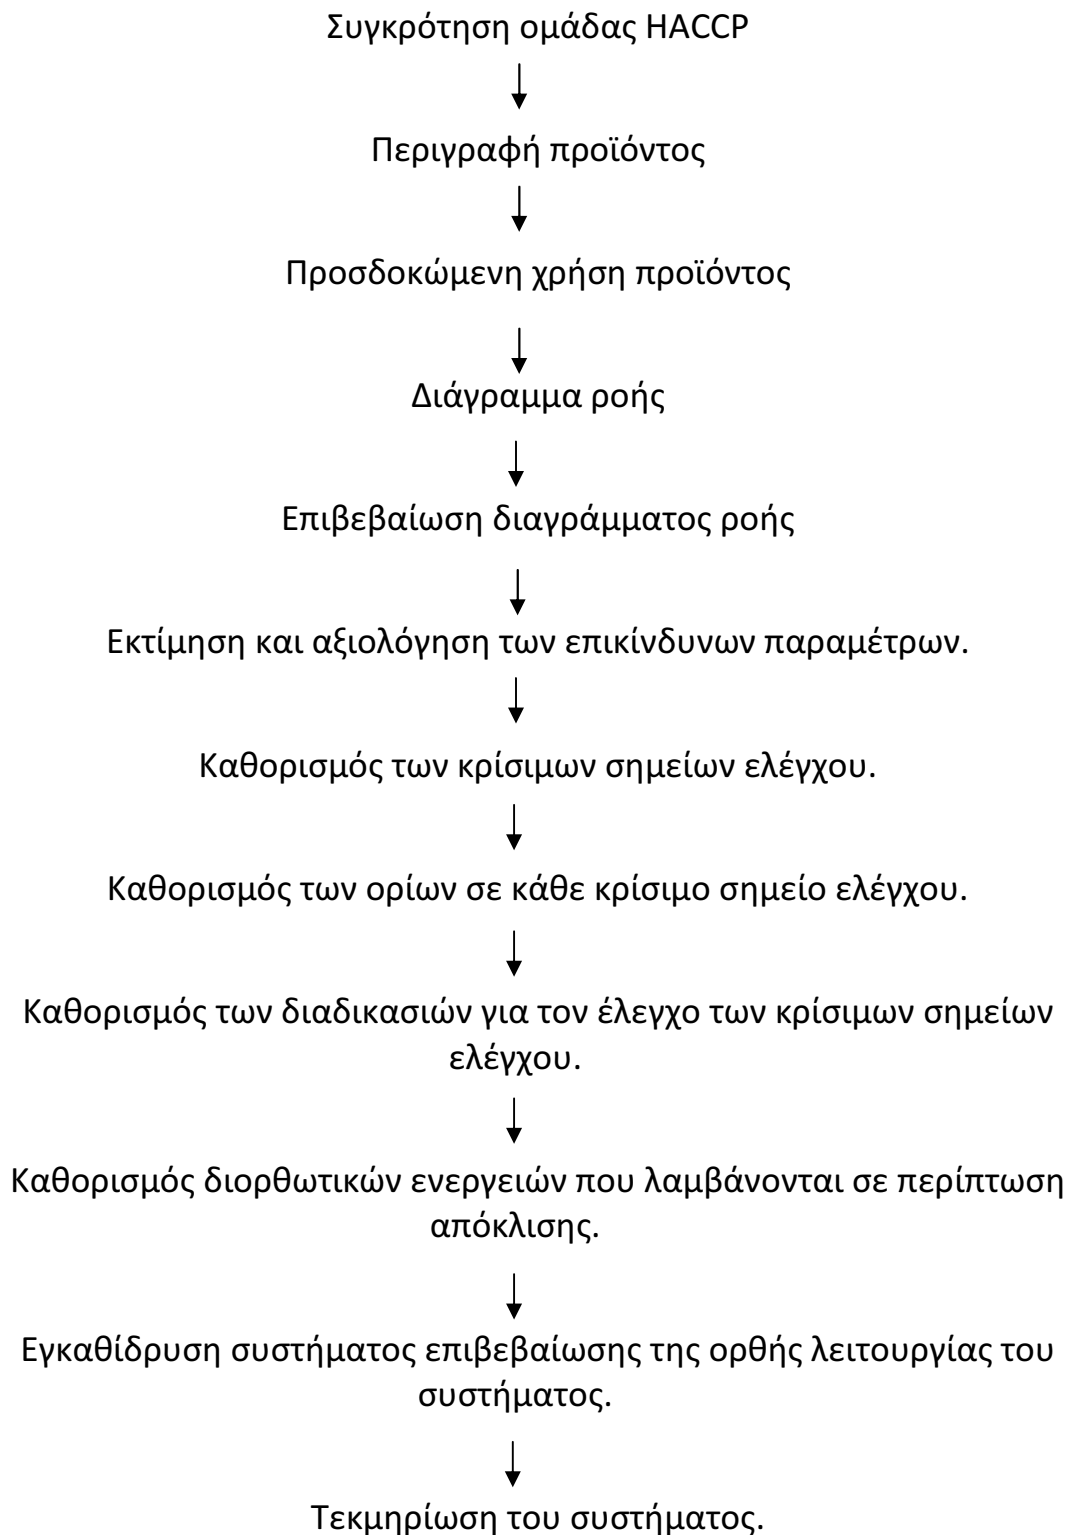 Συγκρότηση ομάδας HACCP
Περιγραφή προϊόντος
Προσδοκώμενη χρήση προϊόντος
Διάγραμμα ροής
Επιβεβαίωση διαγράμματος ροής
Εκτίμηση και αξιολόγηση των επικίνδυνων παραμέτρων.
Καθορισμός των κρίσιμων σημείων ελέγχου.
Καθορισμός των ορίων σε κάθε κρίσιμο σημείο ελέγχου.
Καθορισμός των διαδικασιών για τον έλεγχο των κρίσιμων σημείων
ελέγχου.
Καθορισμός διορθωτικών ενεργειών που λαμβάνονται σε περίπτωση
απόκλισης.
Εγκαθίδρυση συστήματος επιβεβαίωσης της ορθής λειτουργίας του
συστήματος.
Τεκμηρίωση του συστήματος.